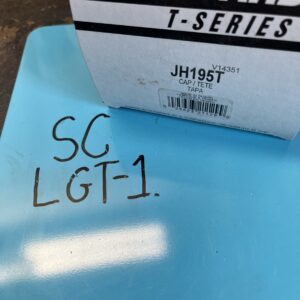 T-SERIES
V14351
JH195T
CAP / TETE
TAPA
SC
LGT-1.